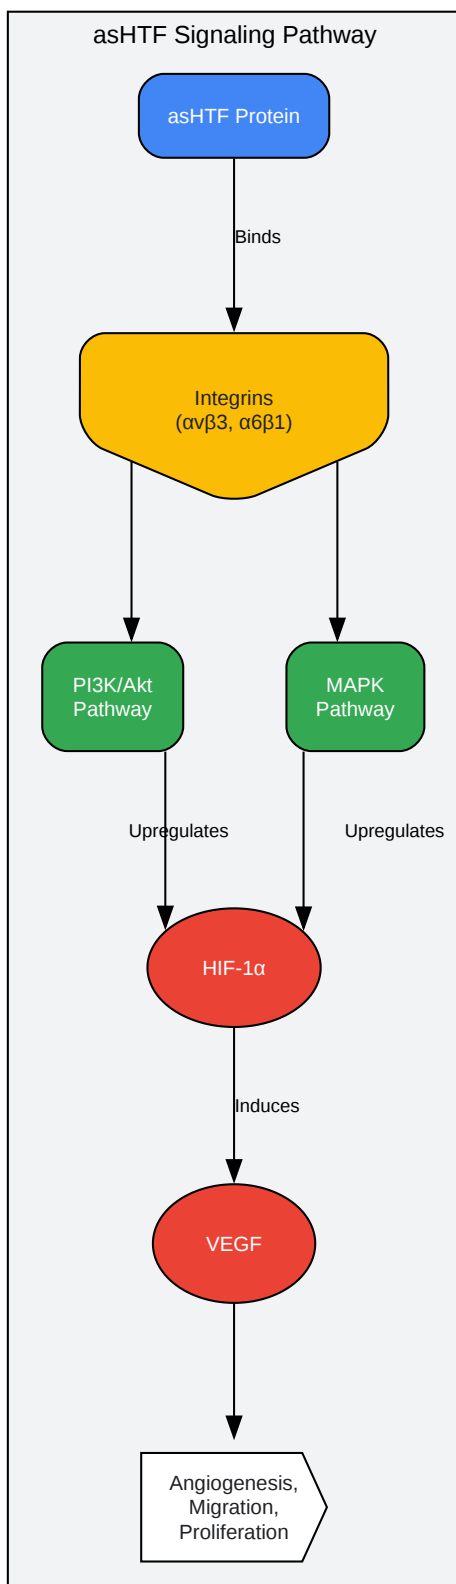 asHTF Signaling Pathway
asHTF Protein
Binds
Integrins
(αvβ3, α6β1)
PI3K/Akt
Pathway
MAPK
Pathway
Upregulates
Upregulates
HIF-1α
Induces
VEGF
Angiogenesis,
Migration,
Proliferation